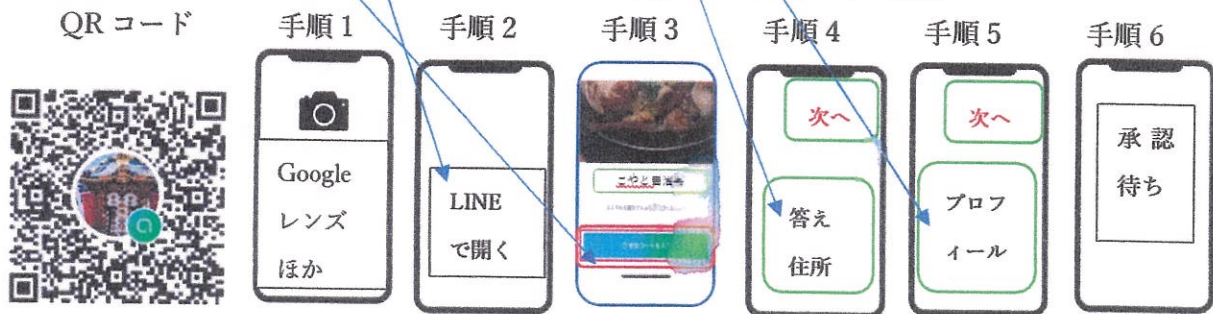 QRコード
手順1
手順2
手順3
手順4
手順5
手順6
Google
レンズ
ほか
LINE
で開く
次へ
答え
住所
次へ
プロフ
ィール
承認
待ち